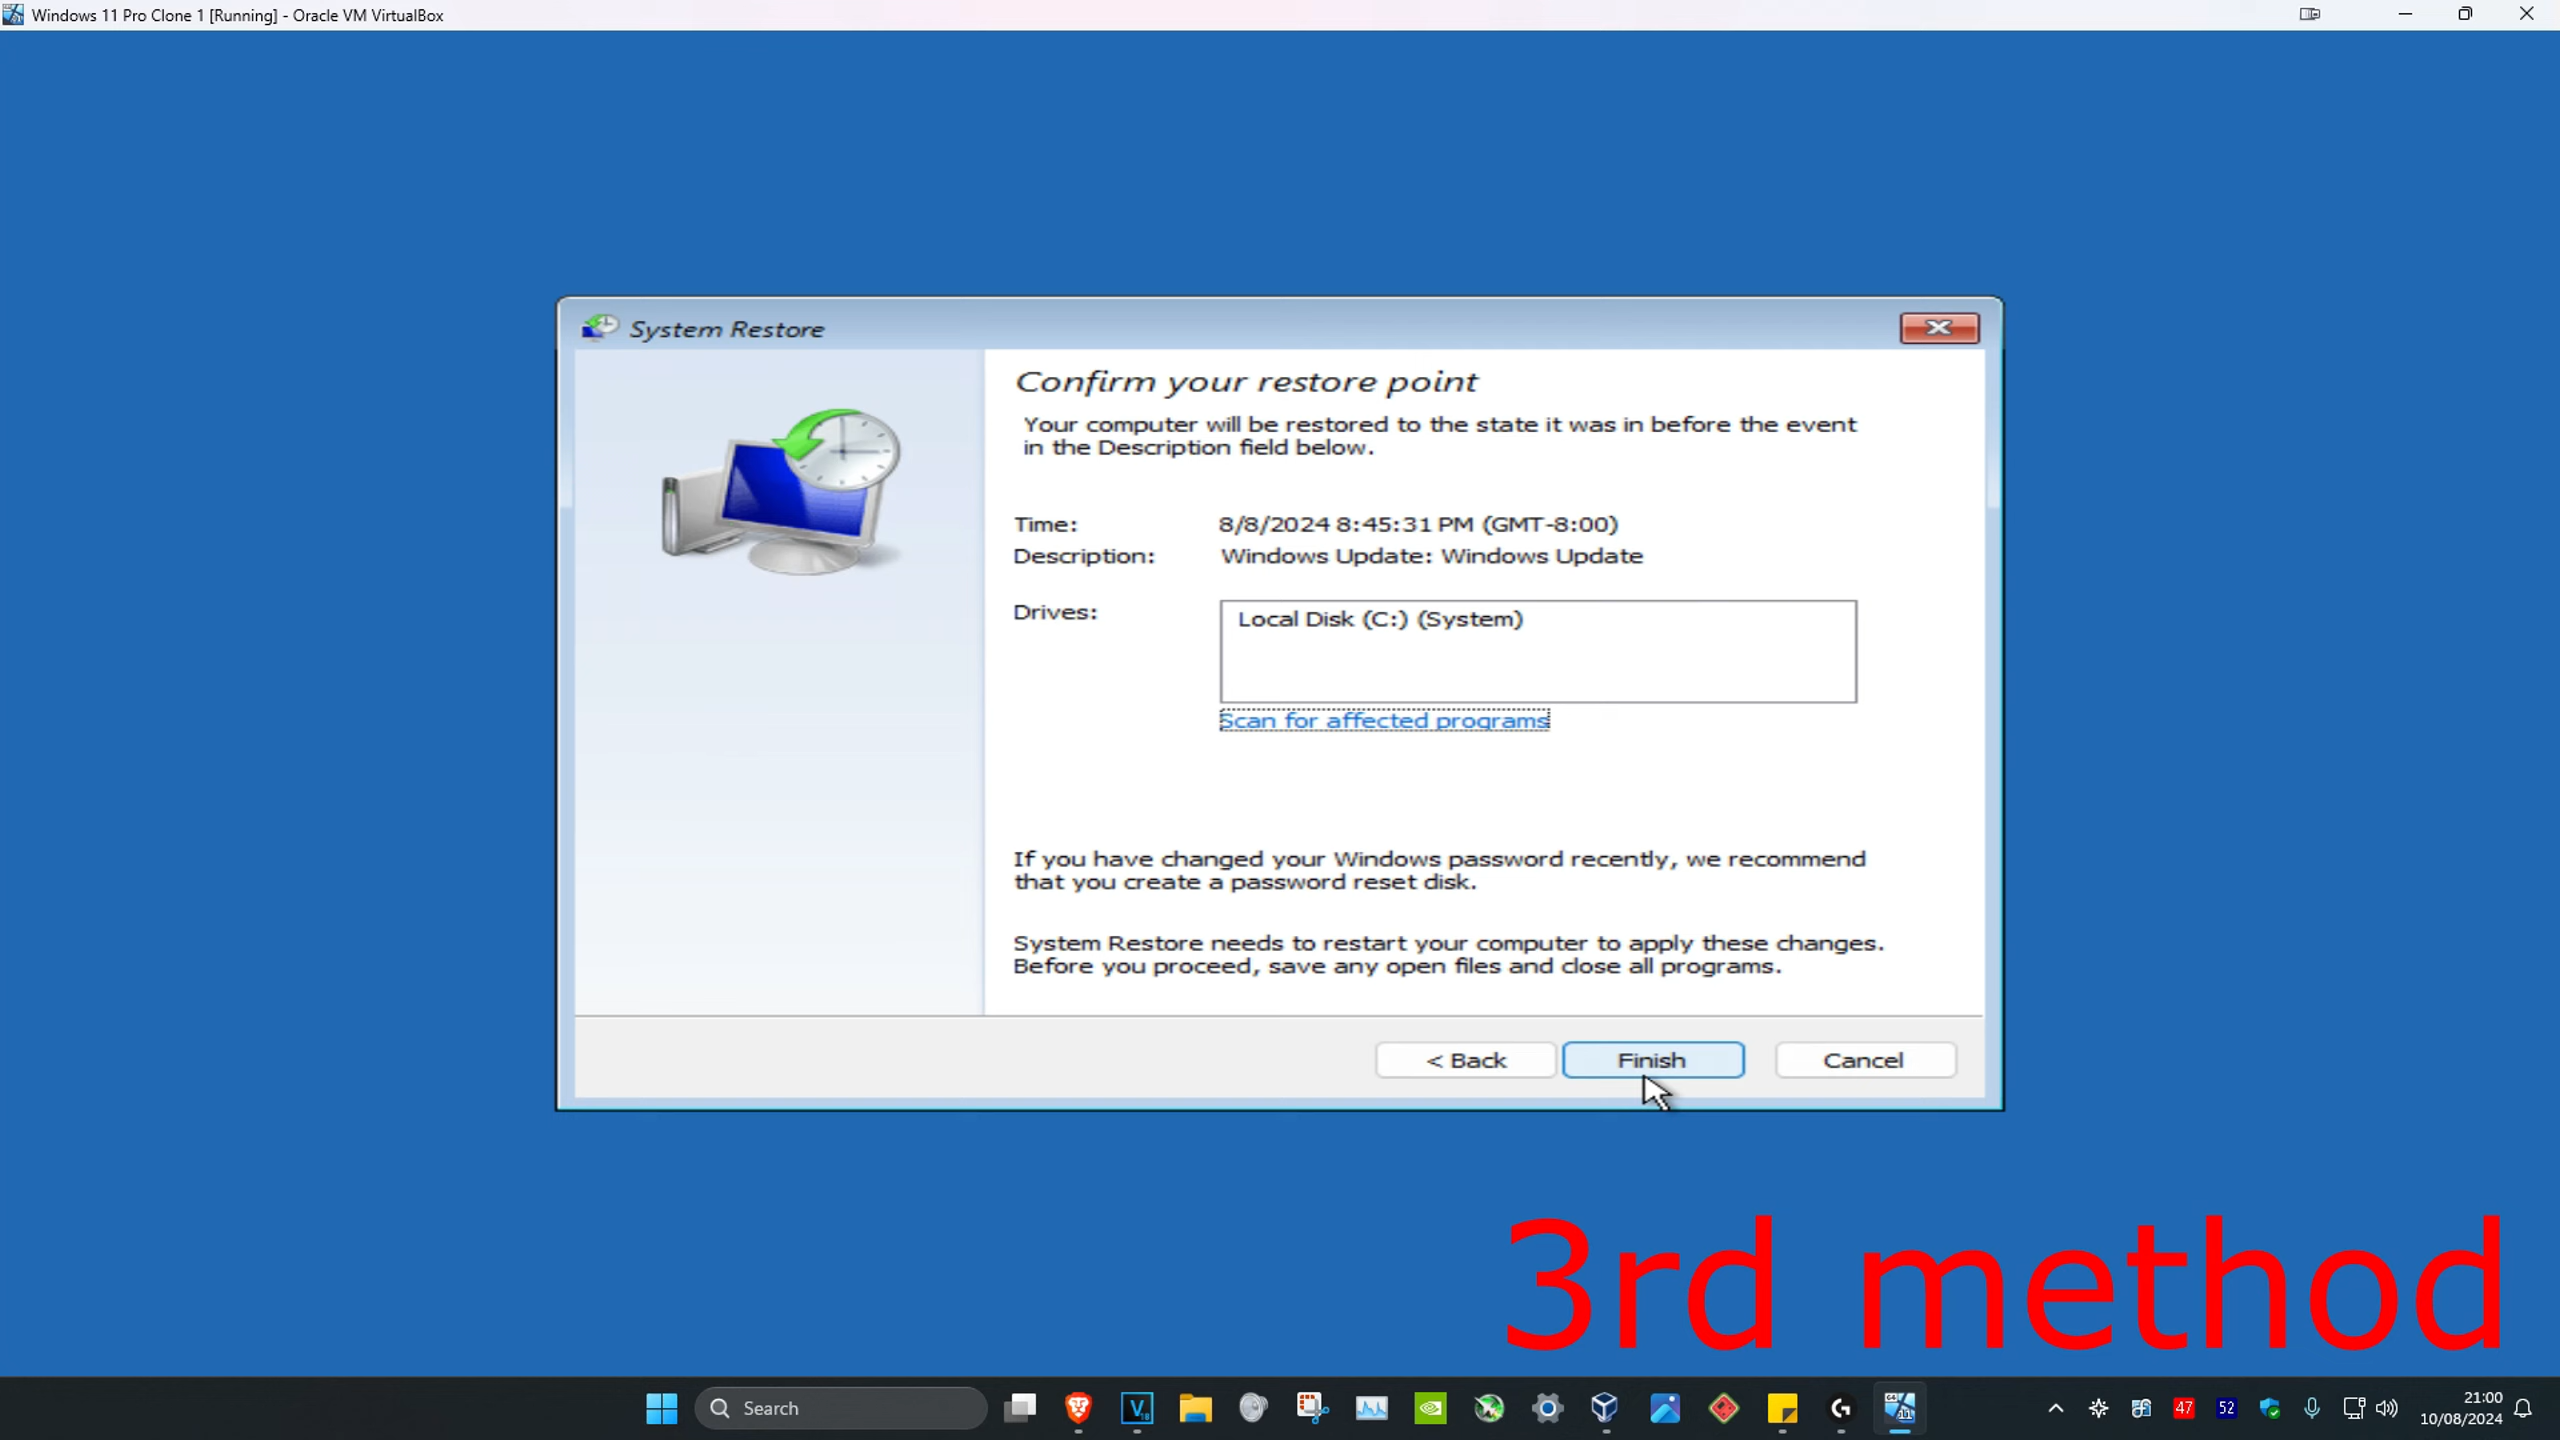 Windows 11 Pro Clone 1 [Running] - Oracle VM VirtualBox
System Restore
Confirm your restore point
Your computer will be restored to the state it was in before the event
in the Description field below.
Time: 8/8/2024 8:45:31 PM (GMT-8:00)
Description: Windows Update: Windows Update
Drives: Local Disk (C:) (System)
Scan for affected programs
If you have changed your Windows password recently, we recommend
that you create a password reset disk.
System Restore needs to restart your computer to apply these changes.
Before you proceed, save any open files and close all programs.
< Back Finish Cancel
3rd method
Search
47 52
21:00
10/08/2024